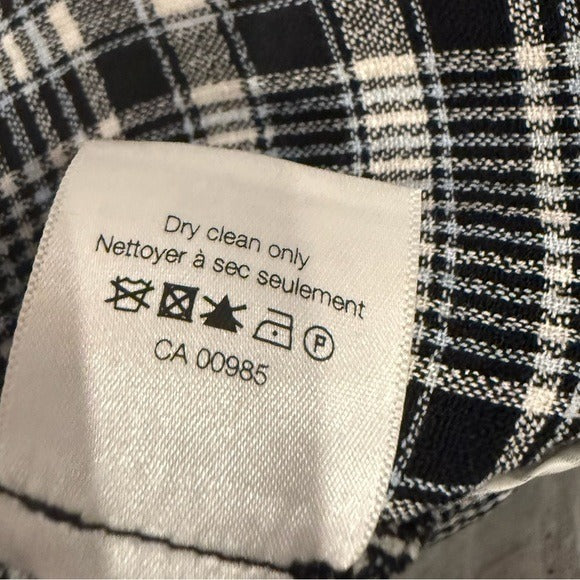 Dry clean only
Nettoyer à sec seulement
P
CA 00985